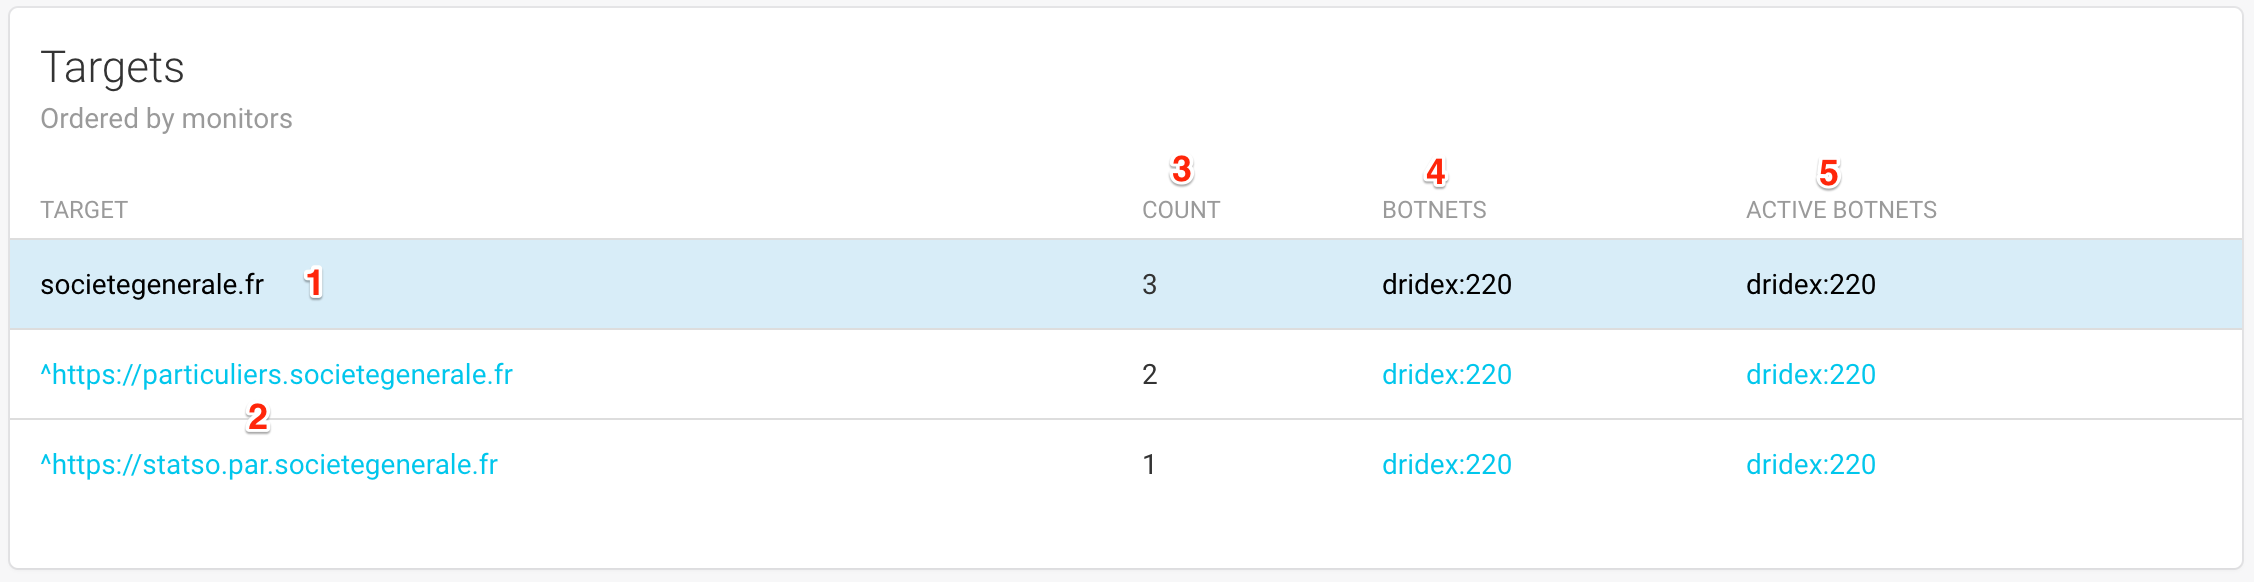 Targets
Ordered by monitors
3 4 5
TARGET COUNT BOTNETS ACTIVE BOTNETS
societegenerale.fr 1 3 dridex:220 dridex:220
^https://particuliers.societegenerale.fr 2 dridex:220 dridex:220
2
^https://statso.par.societegenerale.fr 1 dridex:220 dridex:220